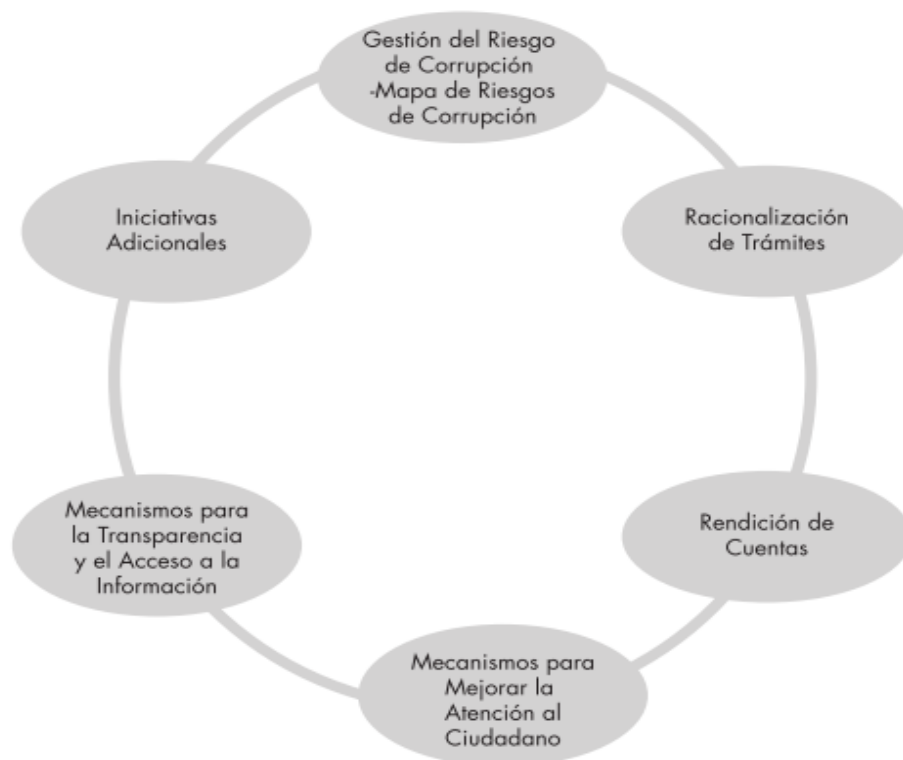 Gestión del Riesgo
de Corrupción
-Mapa de Riesgos
de Corrupción
Iniciativas
Adicionales
Racionalización
de Trámites
Mecanismos para
la Transparencia
y el Acceso a la
Información
Rendición de
Cuentas
Mecanismos para
Mejorar la
Atención al
Ciudadano